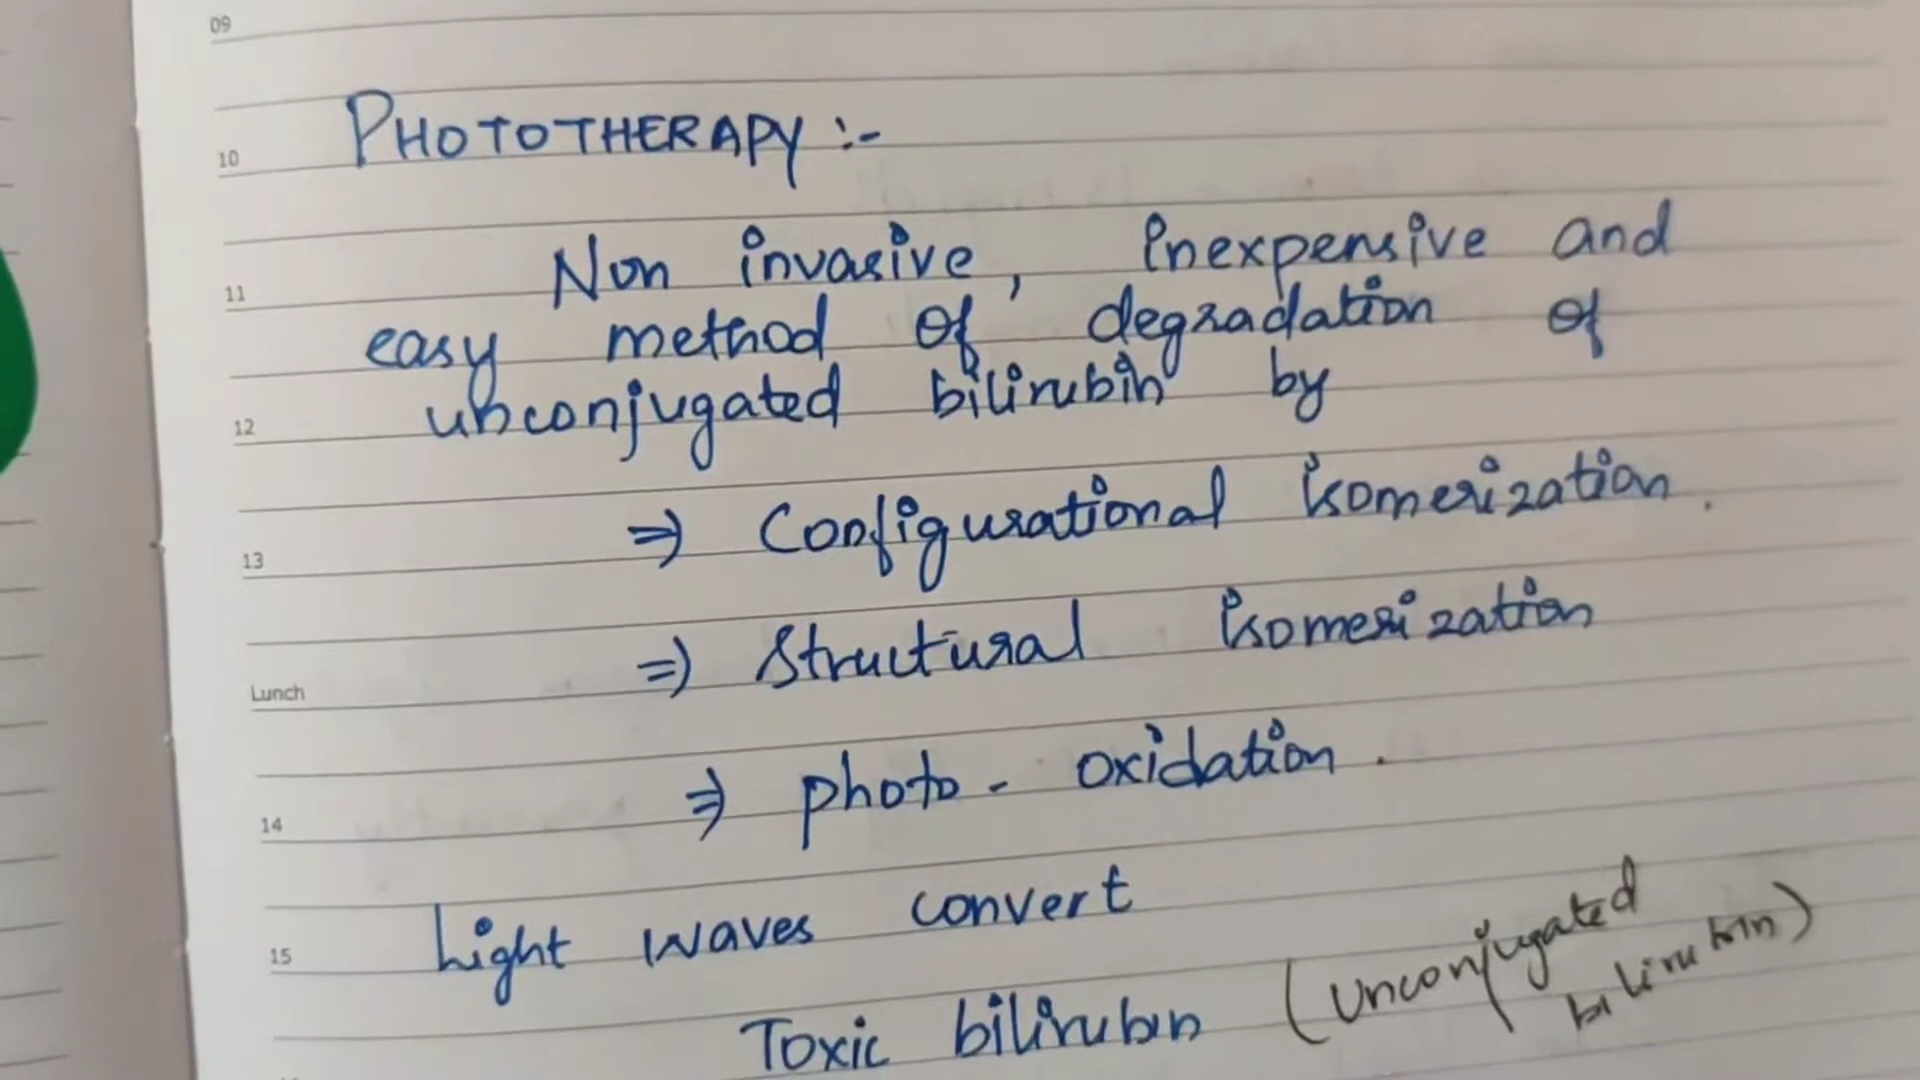 09
PHOTOTHERAPY :-
10
Non invasive, inexpensive and
11
easy method of degradation of
unconjugated bilirubin by
12
⇒ Configurational isomerization.
13
⇒ Structural isomerization
Lunch
⇒ photo - oxidation.
14
Light waves convert
15
Toxic bilirubin (unconjugated
bilirubin)